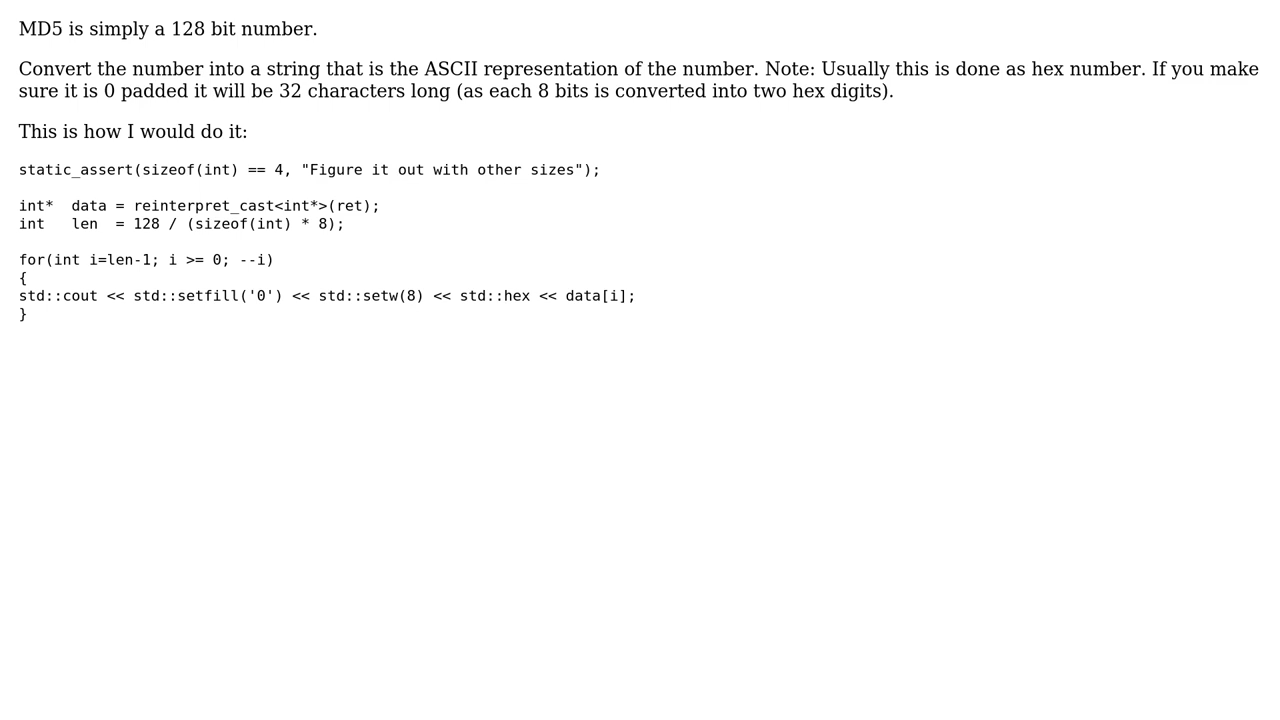 MD5 is simply a 128 bit number.
Convert the number into a string that is the ASCII representation of the number. Note: Usually this is done as hex number. If you make
sure it is 0 padded it will be 32 characters long (as each 8 bits is converted into two hex digits).
This is how I would do it:
static_assert(sizeof(int) == 4, "Figure it out with other sizes");
int*  data = reinterpret_cast<int*>(ret);
int   len  = 128 / (sizeof(int) * 8);
for(int i=len-1; i >= 0; --i)
{
std::cout << std::setfill('0') << std::setw(8) << std::hex << data[i];
}